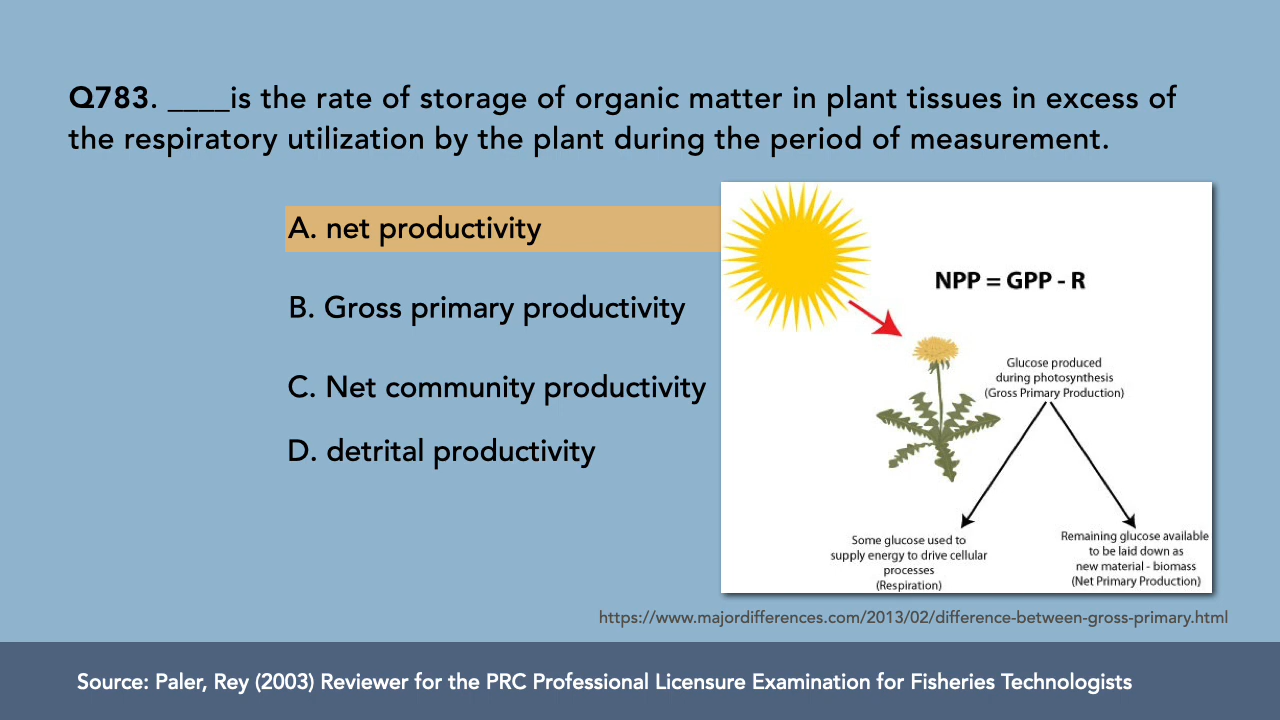 Q783. ____is the rate of storage of organic matter in plant tissues in excess of
the respiratory utilization by the plant during the period of measurement.
A. net productivity
B. Gross primary productivity
C. Net community productivity
D. detrital productivity
NPP = GPP - R
Glucose produced
during photosynthesis
(Gross Primary Production)
Some glucose used to
supply energy to drive cellular
processes
(Respiration)
Remaining glucose available
to be laid down as
new material - biomass
(Net Primary Production)
https://www.majordifferences.com/2013/02/difference-between-gross-primary.html
Source: Paler, Rey (2003) Reviewer for the PRC Professional Licensure Examination for Fisheries Technologists